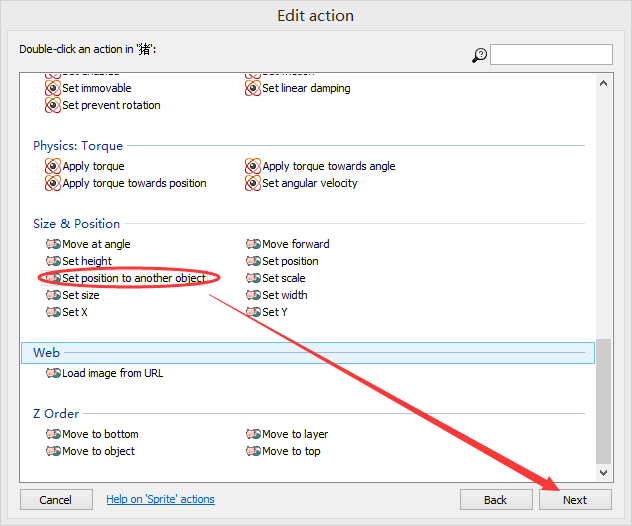 Edit action
Double-click an action in '猪':
Set enabled Set friction
Set immovable Set linear damping
Set prevent rotation
Physics: Torque
Apply torque Apply torque towards angle
Apply torque towards position Set angular velocity
Size & Position
Move at angle Move forward
Set height Set position
Set position to another object Set scale
Set size Set width
Set X Set Y
Web
Load image from URL
Z Order
Move to bottom Move to layer
Move to object Move to top
Cancel Help on 'Sprite' actions Back Next